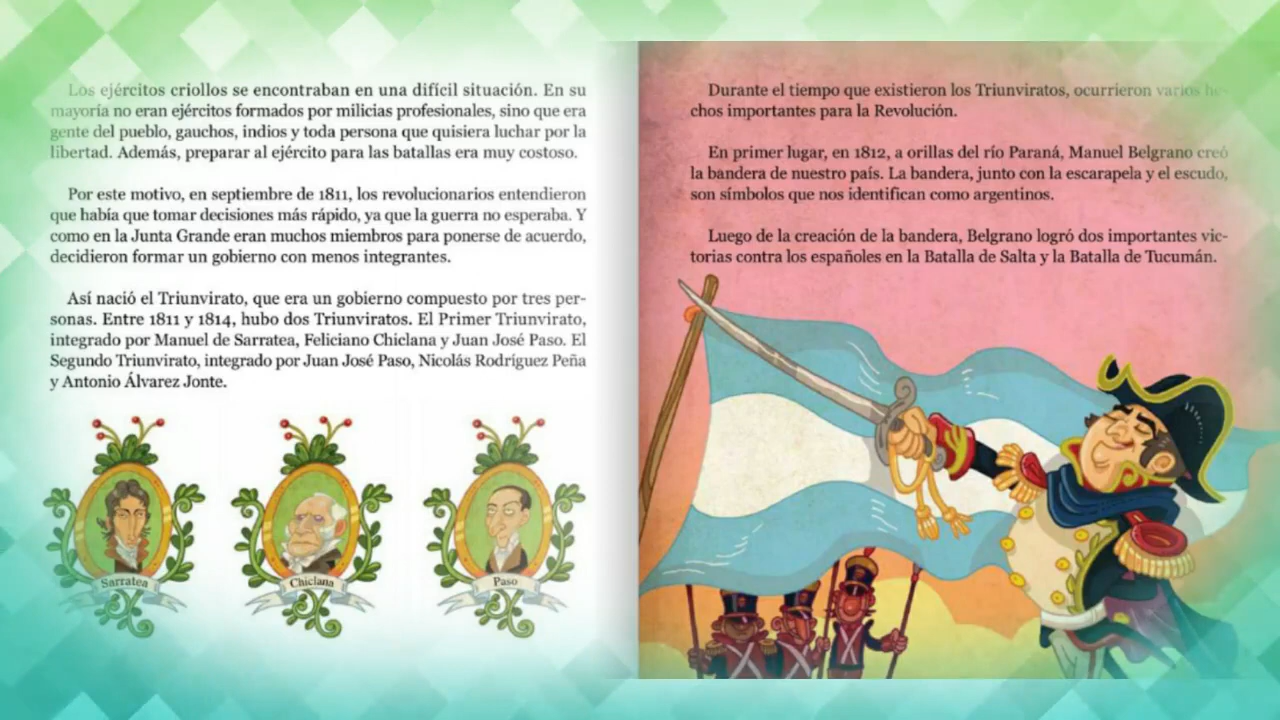 Los ejércitos criollos se encontraban en una difícil situación. En su
mayoría no eran ejércitos formados por milicias profesionales, sino que era
gente del pueblo, gauchos, indios y toda persona que quisiera luchar por la
libertad. Además, preparar al ejército para las batallas era muy costoso.
Por este motivo, en septiembre de 1811, los revolucionarios entendieron
que había que tomar decisiones más rápido, ya que la guerra no esperaba. Y
como en la Junta Grande eran muchos miembros para ponerse de acuerdo,
decidieron formar un gobierno con menos integrantes.
Así nació el Triunvirato, que era un gobierno compuesto por tres per-
sonas. Entre 1811 y 1814, hubo dos Triunviratos. El Primer Triunvirato,
integrado por Manuel de Sarratea, Feliciano Chiclana y Juan José Paso. El
Segundo Triunvirato, integrado por Juan José Paso, Nicolás Rodríguez Peña
y Antonio Álvarez Jonte.
Sarratea
Chiclana
Paso
Durante el tiempo que existieron los Triunviratos, ocurrieron varios he-
chos importantes para la Revolución.
En primer lugar, en 1812, a orillas del río Paraná, Manuel Belgrano creó
la bandera de nuestro país. La bandera, junto con la escarapela y el escudo,
son símbolos que nos identifican como argentinos.
Luego de la creación de la bandera, Belgrano logró dos importantes vic-
torias contra los españoles en la Batalla de Salta y la Batalla de Tucumán.